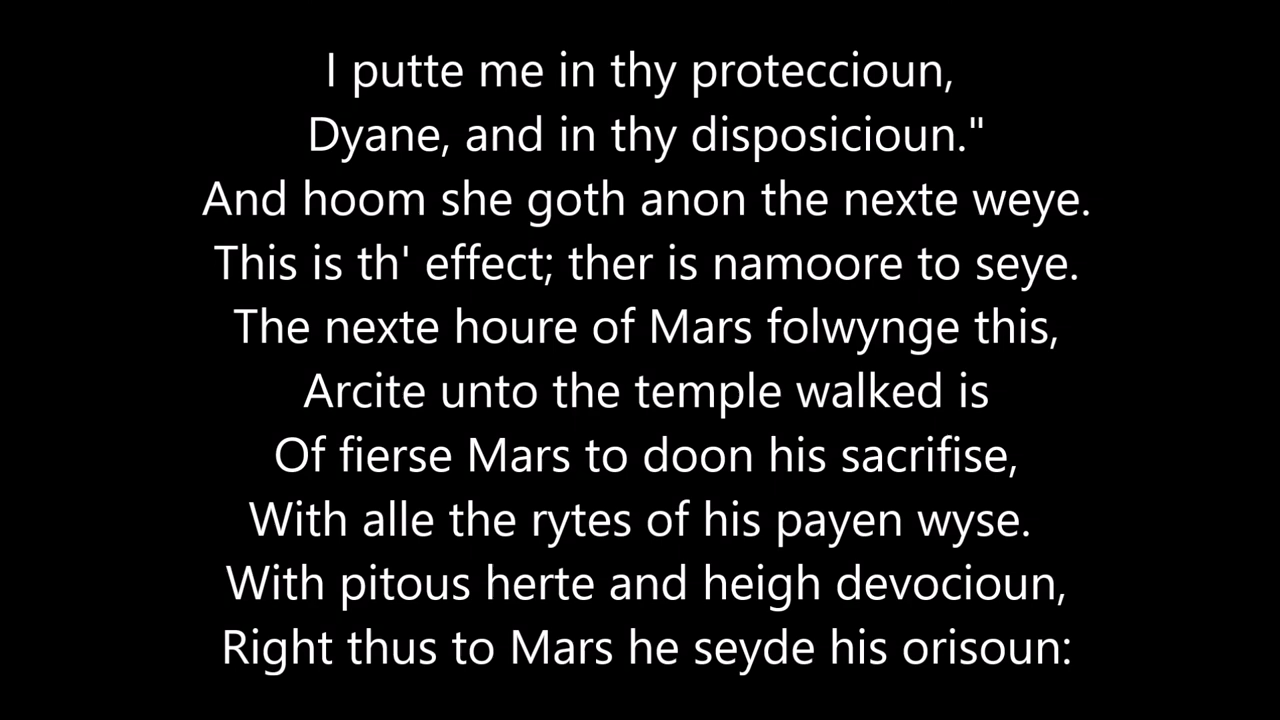 I putte me in thy proteccioun,
Dyane, and in thy disposicioun."
And hoom she goth anon the nexte weye.
This is th' effect; ther is namoore to seye.
The nexte houre of Mars folwynge this,
Arcite unto the temple walked is
Of fierse Mars to doon his sacrifise,
With alle the rytes of his payen wyse.
With pitous herte and heigh devocioun,
Right thus to Mars he seyde his orisoun: